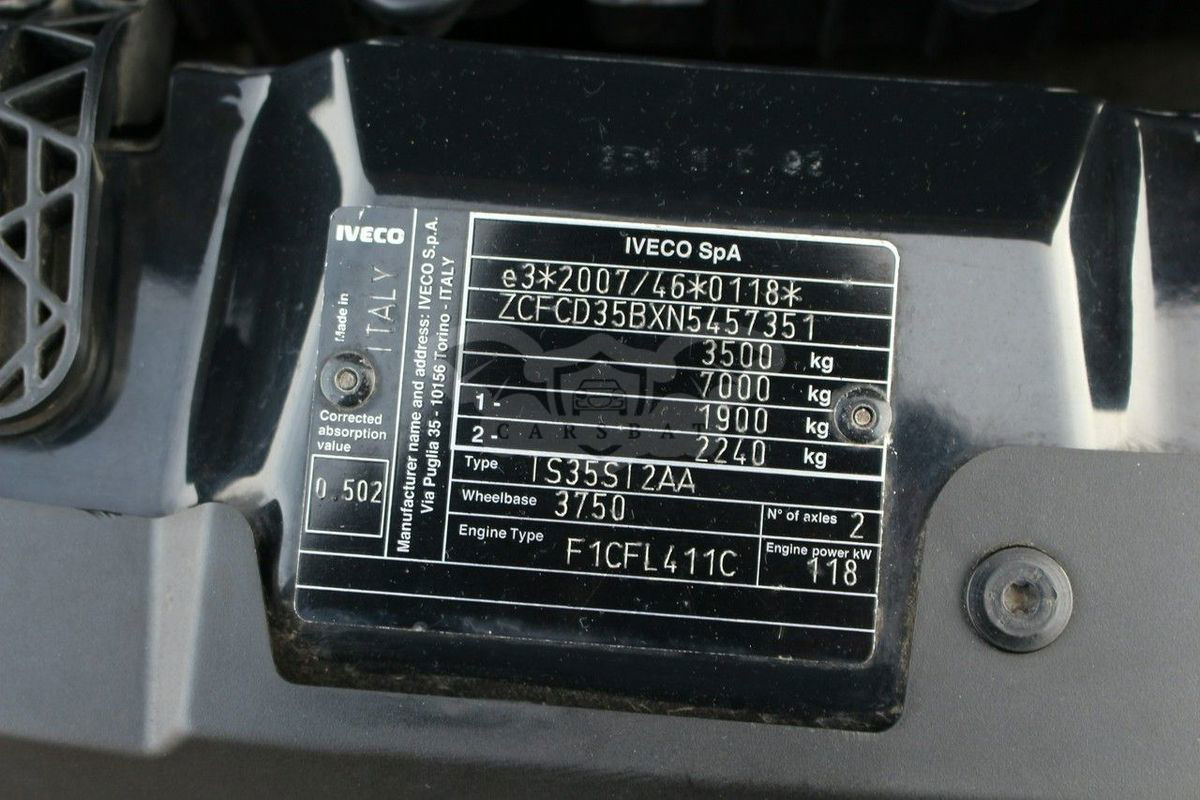 IVECO
Made in
ITALY
Corrected
absorption
value
0.502
Manufacturer name and address: IVECO S.p.A.
Via Puglia 35 - 10156 Torino - ITALY
IVECO SpA
e3*2007/46*0118*
ZCFCD35BXN5457351
3500 kg
7000 kg
1 - 1900 kg
2 - 2240 kg
Type IS35SI2AA
Wheelbase 3750
N° of axles 2
Engine Type F1CFL411C
Engine power kW 118
CARSBAT